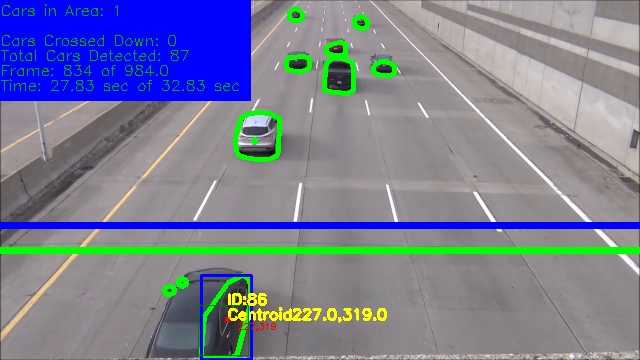 Cars in Area: 1
Cars Crossed Down: 0
Total Cars Detected: 87
Frame: 834 of 984.0
Time: 27.83 sec of 32.83 sec
ID:86
Centroid227.0,319.0